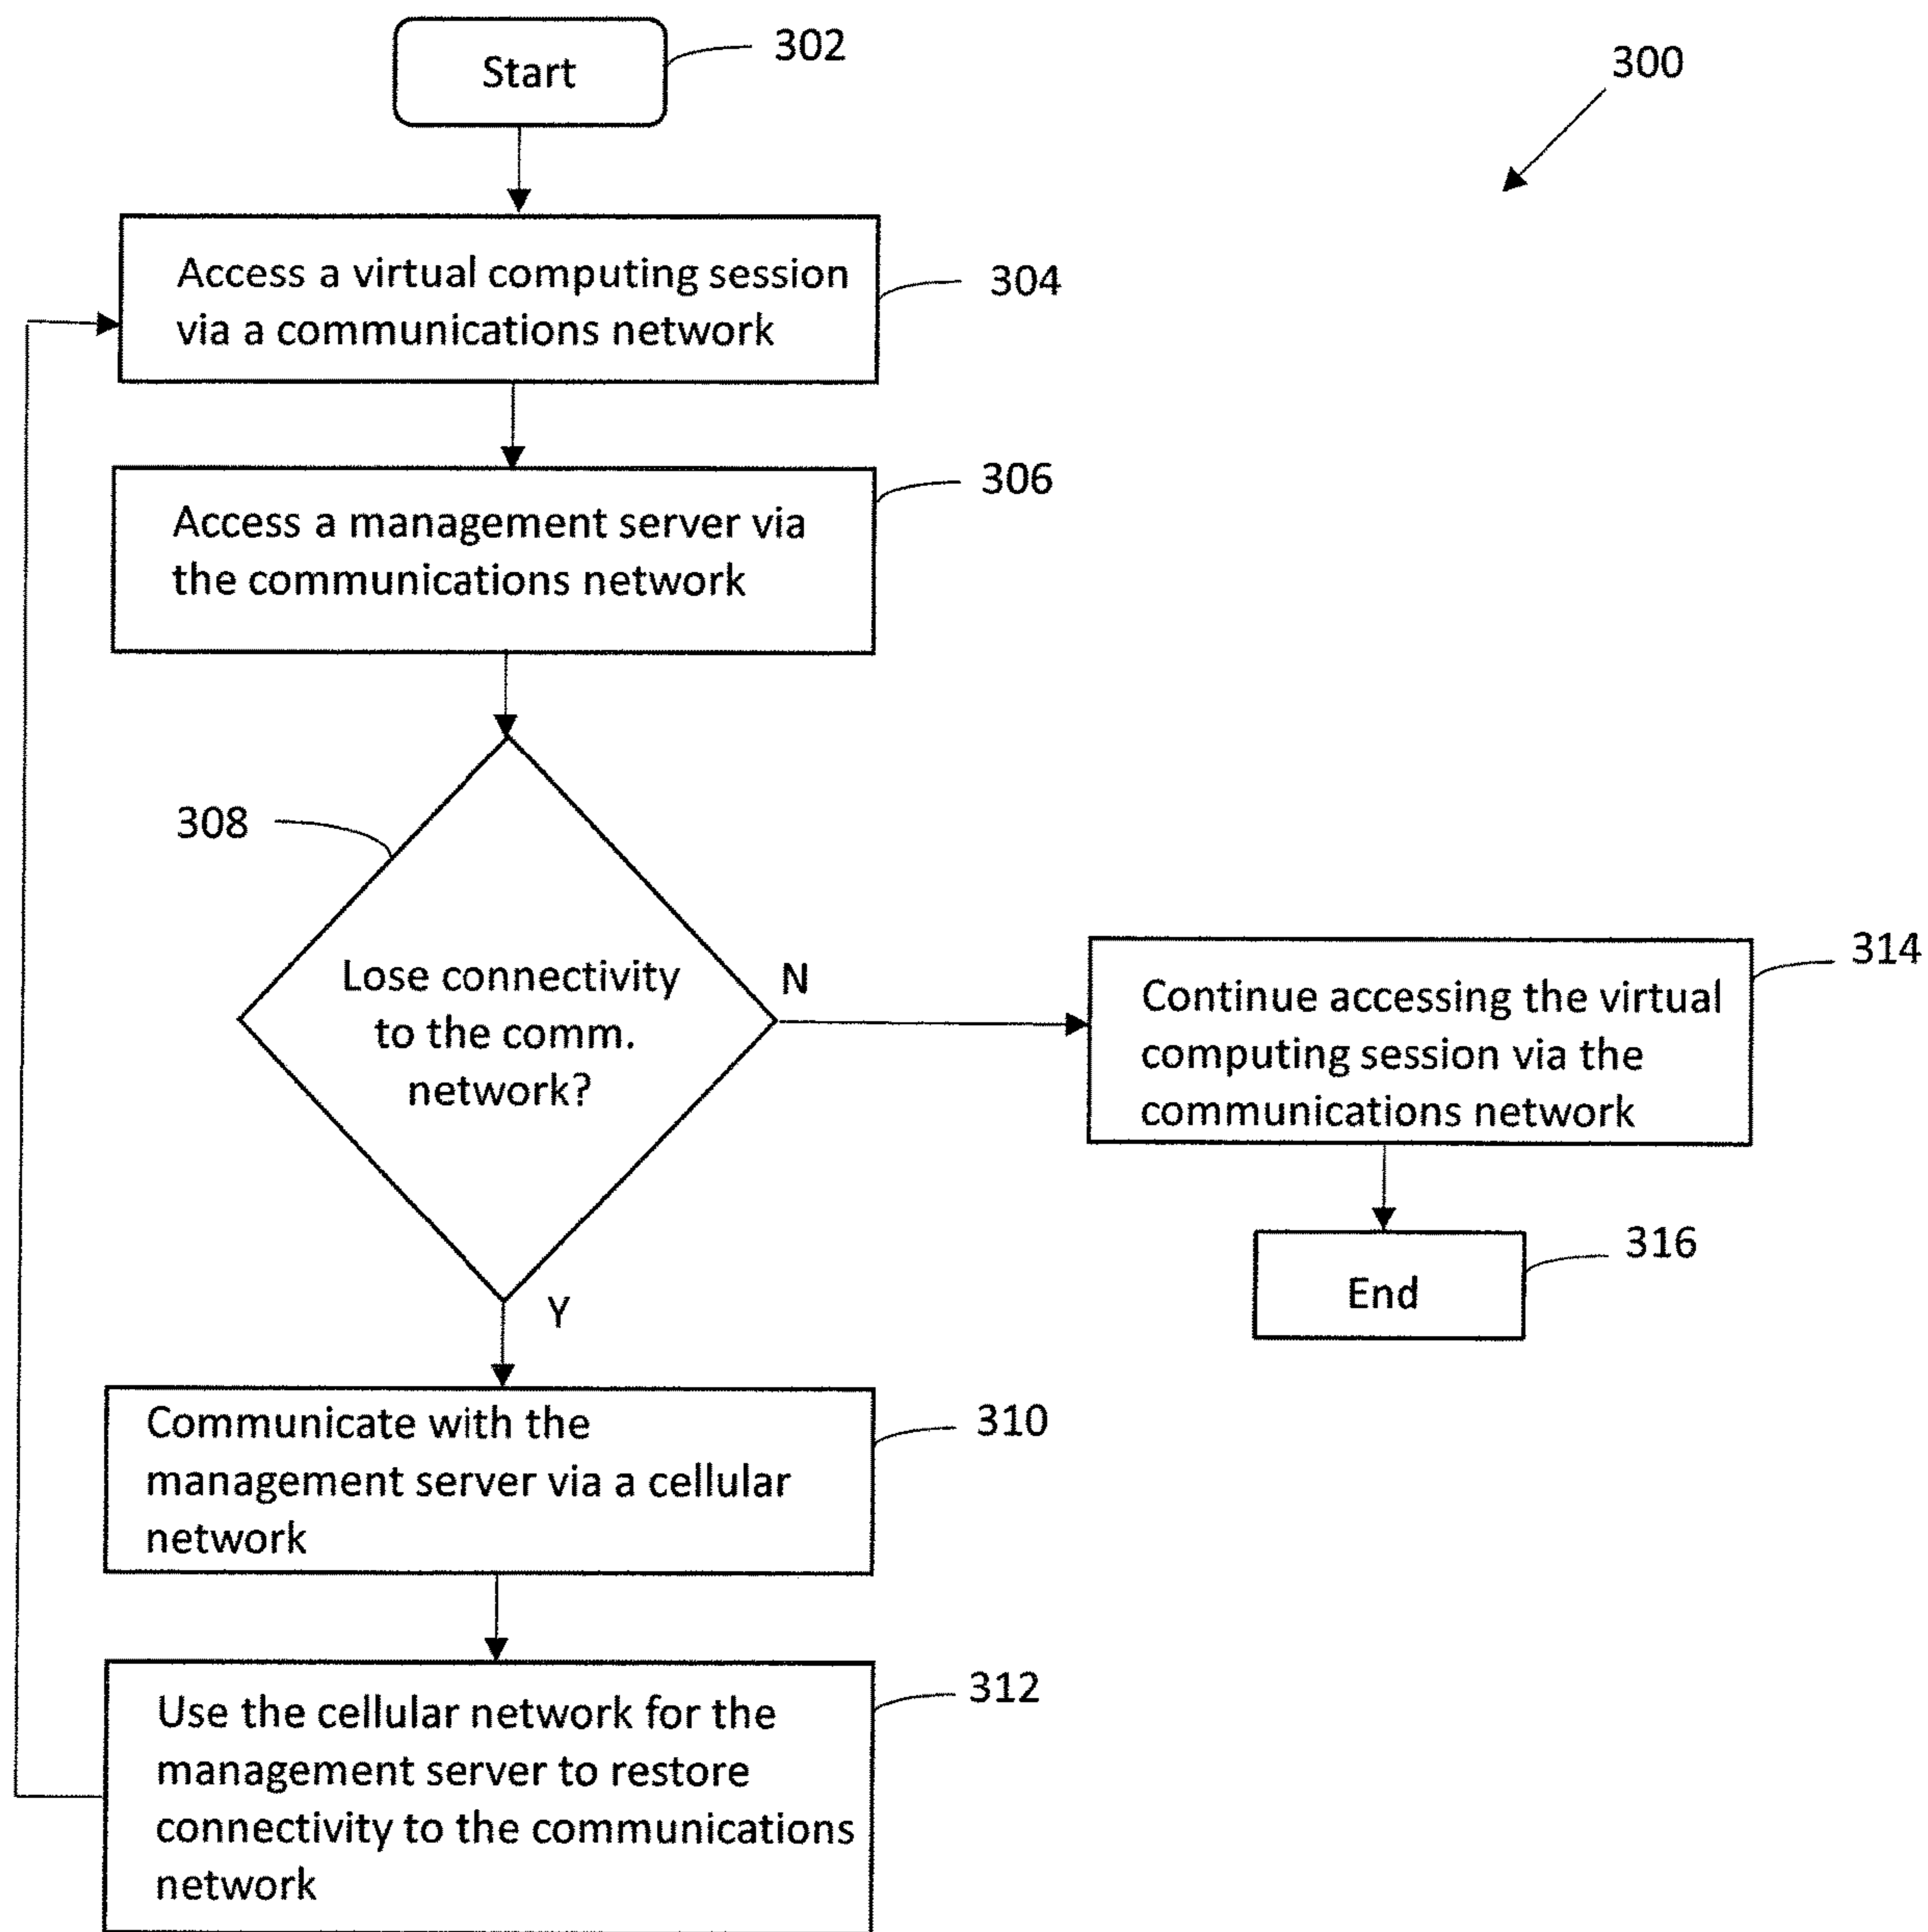 Start
302
300
Access a virtual computing session
via a communications network
304
Access a management server via
the communications network
306
308
Lose connectivity
to the comm.
network?
N
Y
Continue accessing the virtual
computing session via the
communications network
314
End
316
Communicate with the
management server via a cellular
network
310
Use the cellular network for the
management server to restore
connectivity to the communications
network
312